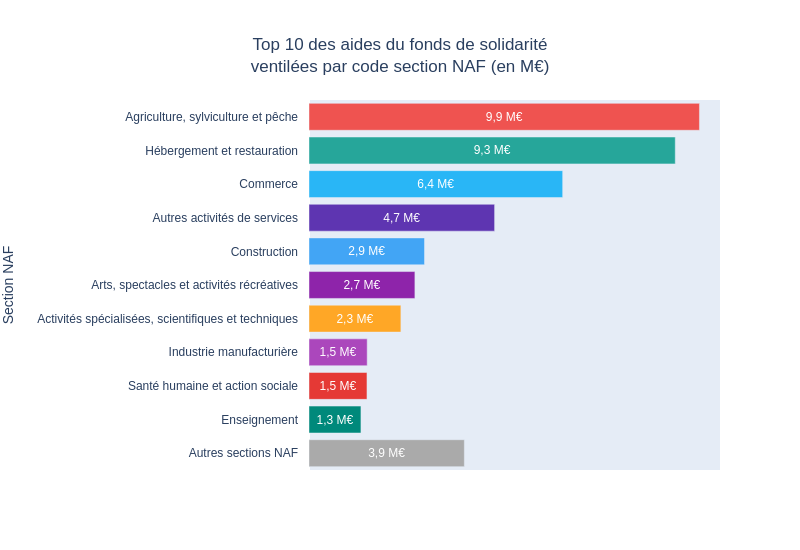 Top 10 des aides du fonds de solidarité
ventilées par code section NAF (en M€)
Section NAF
Agriculture, sylviculture et pêche 9,9 M€
Hébergement et restauration 9,3 M€
Commerce 6,4 M€
Autres activités de services 4,7 M€
Construction 2,9 M€
Arts, spectacles et activités récréatives 2,7 M€
Activités spécialisées, scientifiques et techniques 2,3 M€
Industrie manufacturière 1,5 M€
Santé humaine et action sociale 1,5 M€
Enseignement 1,3 M€
Autres sections NAF 3,9 M€